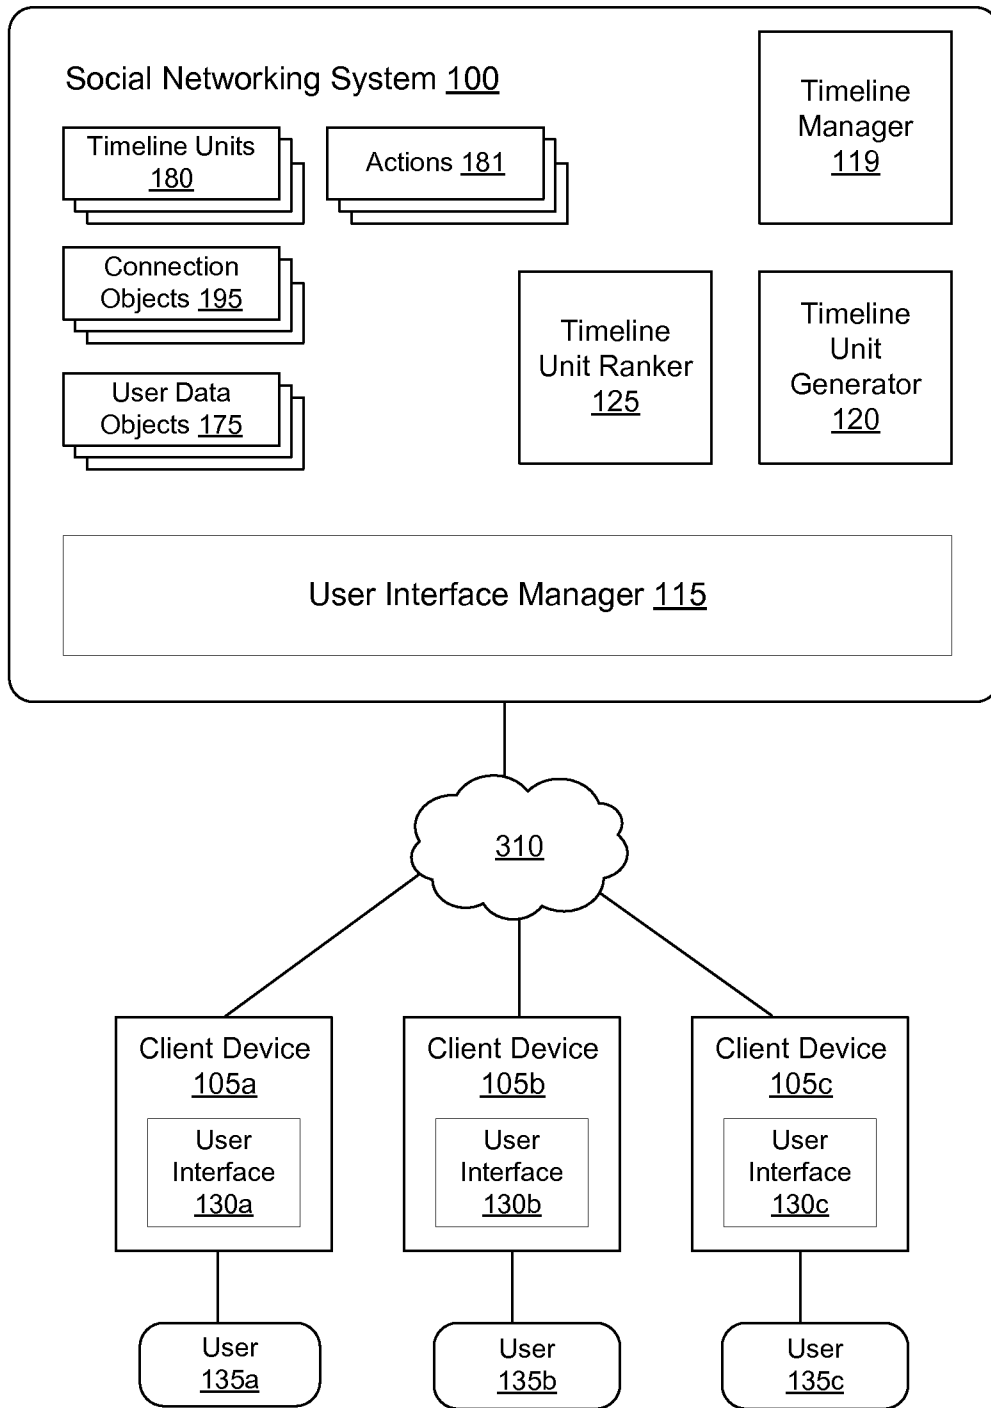 Social Networking System 100
Timeline
Manager
119
Timeline Units
180
Actions 181
Connection
Objects 195
User Data
Objects 175
Timeline
Unit Ranker
125
Timeline
Unit
Generator
120
User Interface Manager 115
310
Client Device
105a
User
Interface
130a
Client Device
105b
User
Interface
130b
Client Device
105c
User
Interface
130c
User
135a
User
135b
User
135c